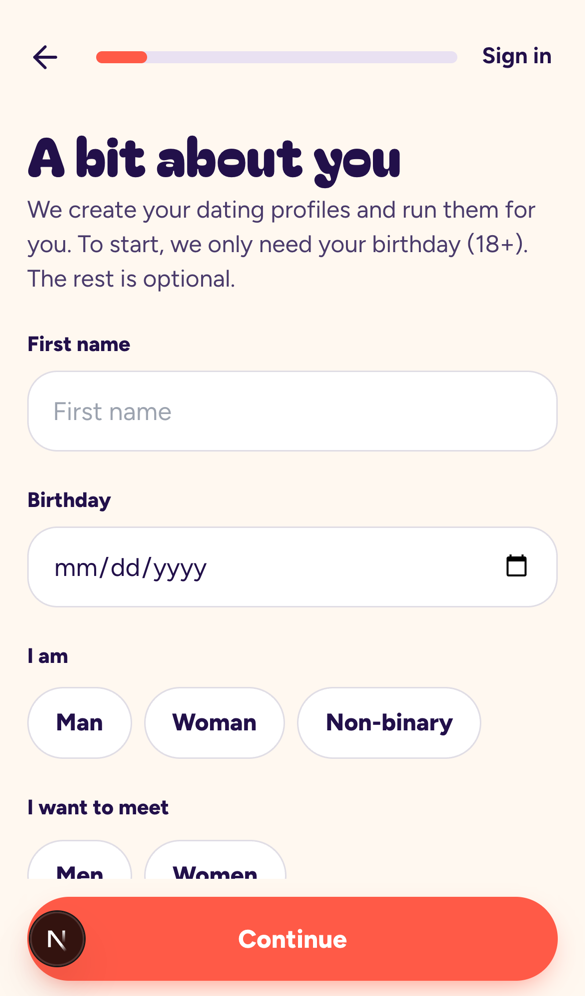 Sign in
A bit about you
We create your dating profiles and run them for
you. To start, we only need your birthday (18+).
The rest is optional.
First name
First name
Birthday
mm/dd/yyyy
I am
Man Woman Non-binary
I want to meet
Men Women
N Continue